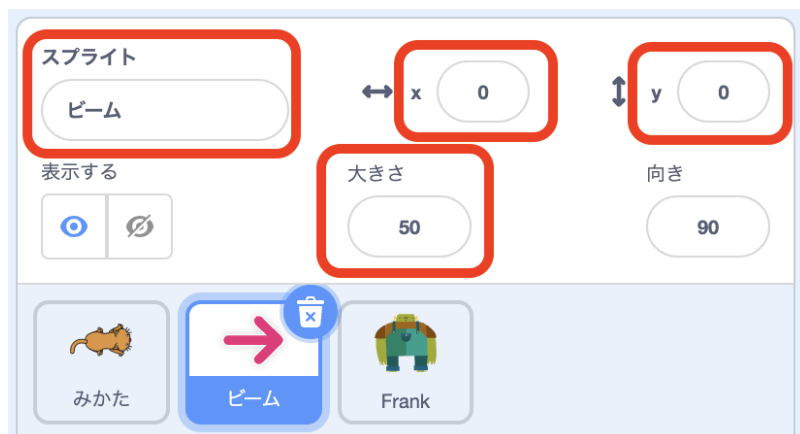 スプライト
ビーム
x 0
y 0
表示する
大きさ
50
向き
90
みかた
ビーム
Frank